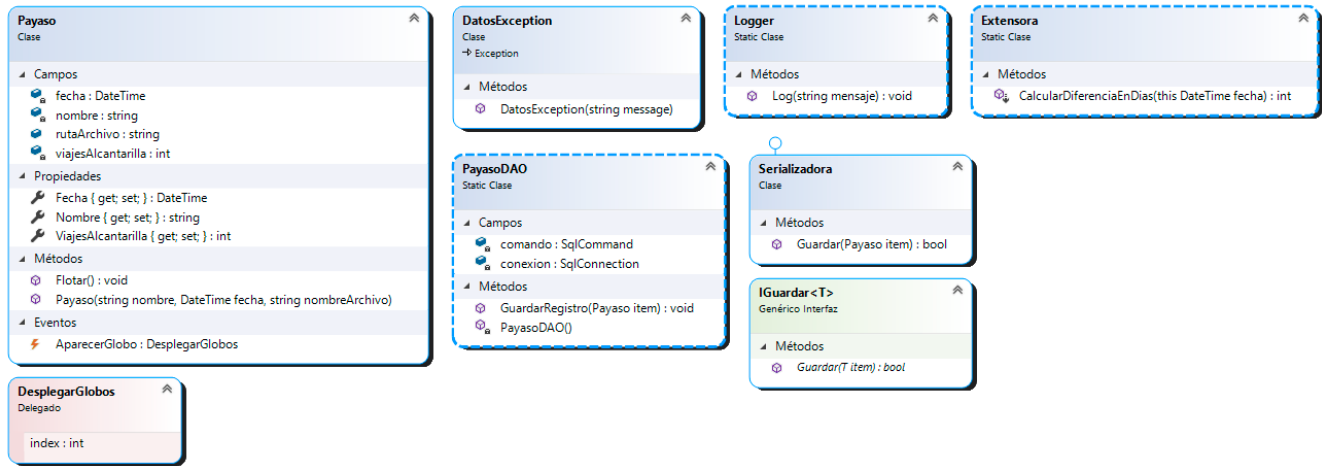 Payaso
Clase
Campos
fecha : DateTime
nombre : string
rutaArchivo : string
viajesAlcantarilla : int
Propiedades
Fecha { get; set; } : DateTime
Nombre { get; set; } : string
ViajesAlcantarilla { get; set; } : int
Métodos
Flotar() : void
Payaso(string nombre, DateTime fecha, string nombreArchivo)
Eventos
AparecerGlobo : DesplegarGlobos
DesplegarGlobos
Delegado
index : int
DatosException
Clase
Exception
Métodos
DatosException(string message)
PayasoDAO
Static Clase
Campos
comando : SqlCommand
conexion : SqlConnection
Métodos
GuardarRegistro(Payaso item) : void
PayasoDAO()
Logger
Static Clase
Métodos
Log(string mensaje) : void
Serializadora
Clase
Métodos
Guardar(Payaso item) : bool
IGuardar<T>
Genérico Interfaz
Métodos
Guardar(T item) : bool
Extensora
Static Clase
Métodos
CalcularDiferenciaEnDias(this DateTime fecha) : int